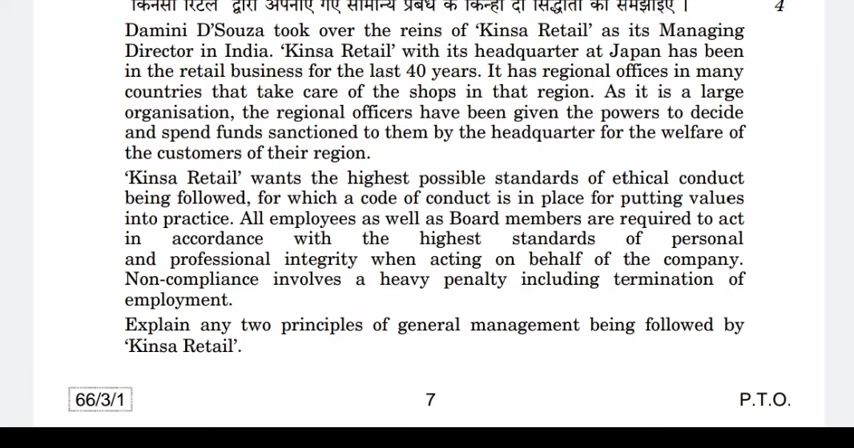 किनसा रिटेल द्वारा अपनाए गए सामान्य प्रबंध के किन्हीं दो सिद्धांतों को समझाइए । 4
Damini D'Souza took over the reins of 'Kinsa Retail' as its Managing
Director in India. 'Kinsa Retail' with its headquarter at Japan has been
in the retail business for the last 40 years. It has regional offices in many
countries that take care of the shops in that region. As it is a large
organisation, the regional officers have been given the powers to decide
and spend funds sanctioned to them by the headquarter for the welfare of
the customers of their region.
'Kinsa Retail' wants the highest possible standards of ethical conduct
being followed, for which a code of conduct is in place for putting values
into practice. All employees as well as Board members are required to act
in accordance with the highest standards of personal
and professional integrity when acting on behalf of the company.
Non-compliance involves a heavy penalty including termination of
employment.
Explain any two principles of general management being followed by
'Kinsa Retail'.
66/3/1 7 P.T.O.